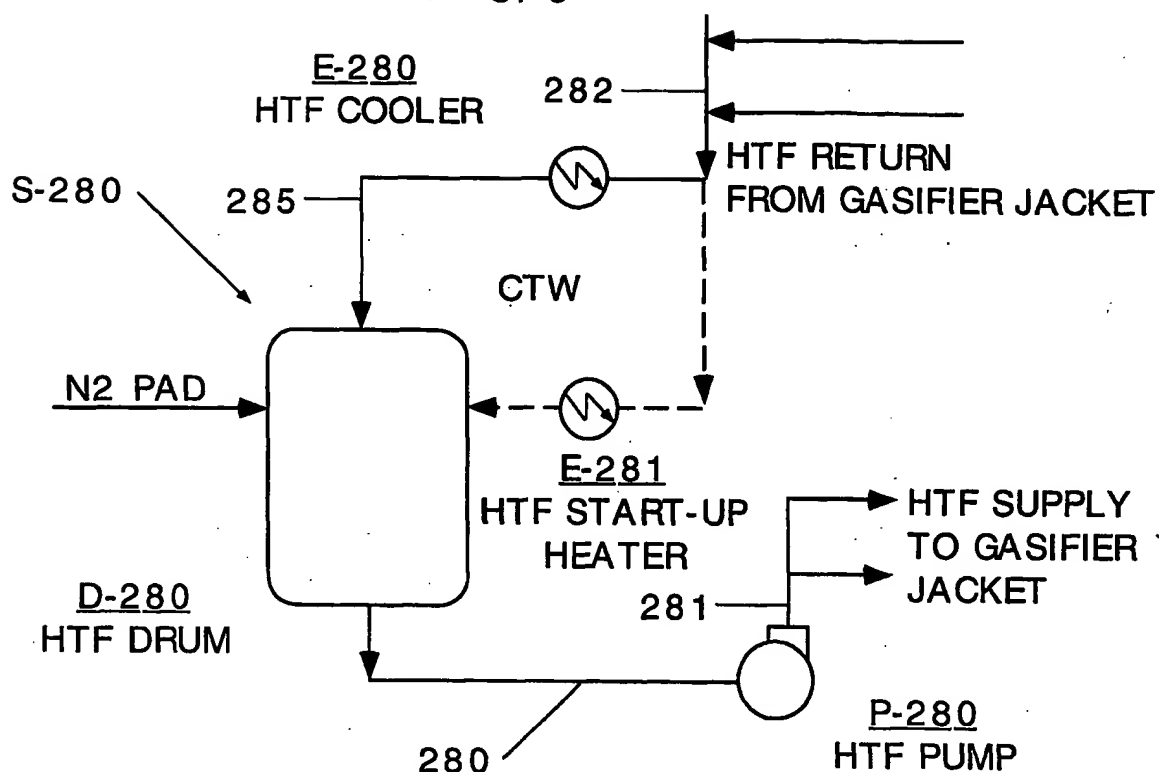 E-280
HTF COOLER
282
HTF RETURN
FROM GASIFIER JACKET
S-280
285
CTW
N2 PAD
E-281
HTF START-UP
HEATER
HTF SUPPLY
TO GASIFIER
JACKET
281
D-280
HTF DRUM
280
P-280
HTF PUMP